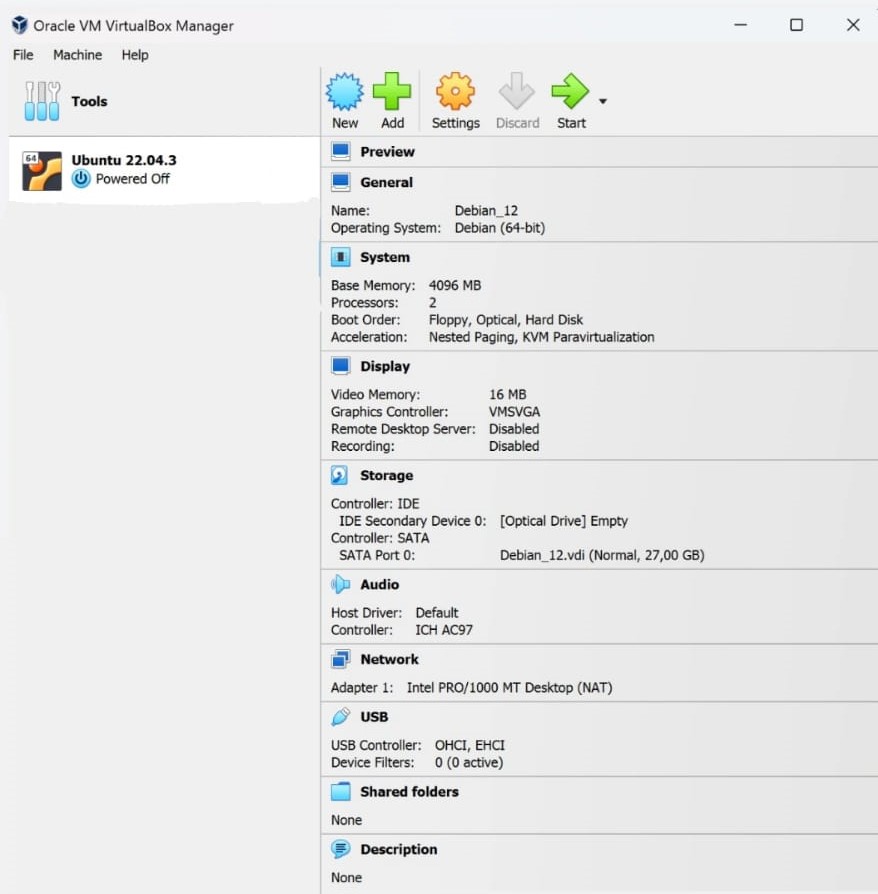 Oracle VM VirtualBox Manager
File Machine Help
Tools
New Add Settings Discard Start
64
Ubuntu 22.04.3
Powered Off
Preview
General
Name: Debian_12
Operating System: Debian (64-bit)
System
Base Memory: 4096 MB
Processors: 2
Boot Order: Floppy, Optical, Hard Disk
Acceleration: Nested Paging, KVM Paravirtualization
Display
Video Memory: 16 MB
Graphics Controller: VMSVGA
Remote Desktop Server: Disabled
Recording: Disabled
Storage
Controller: IDE
IDE Secondary Device 0: [Optical Drive] Empty
Controller: SATA
SATA Port 0: Debian_12.vdi (Normal, 27,00 GB)
Audio
Host Driver: Default
Controller: ICH AC97
Network
Adapter 1: Intel PRO/1000 MT Desktop (NAT)
USB
USB Controller: OHCI, EHCI
Device Filters: 0 (0 active)
Shared folders
None
Description
None